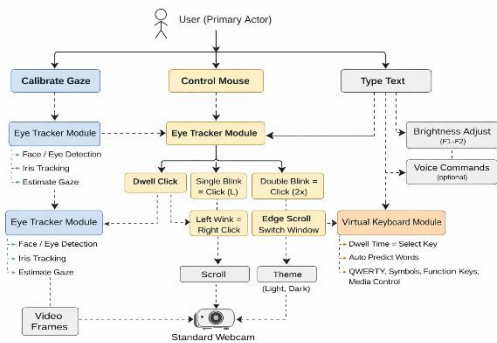 User (Primary Actor)
Calibrate Gaze
Control Mouse
Type Text
Eye Tracker Module
Face / Eye Detection
Iris Tracking
Estimate Gaze
Eye Tracker Module
Brightness Adjust
(F1-F2)
Voice Commands
(optional)
Dwell Click
Single Blink
= Click (L)
Double Blink =
Click (2x)
Eye Tracker Module
Face / Eye Detection
Iris Tracking
Estimate Gaze
Left Wink =
Right Click
Edge Scroll
Switch Window
Virtual Keyboard Module
Dwell Time = Select Key
Auto Predict Words
QWERTY, Symbols, Function Keys,
Media Control
Scroll
Theme
(Light, Dark)
Video
Frames
Standard Webcam